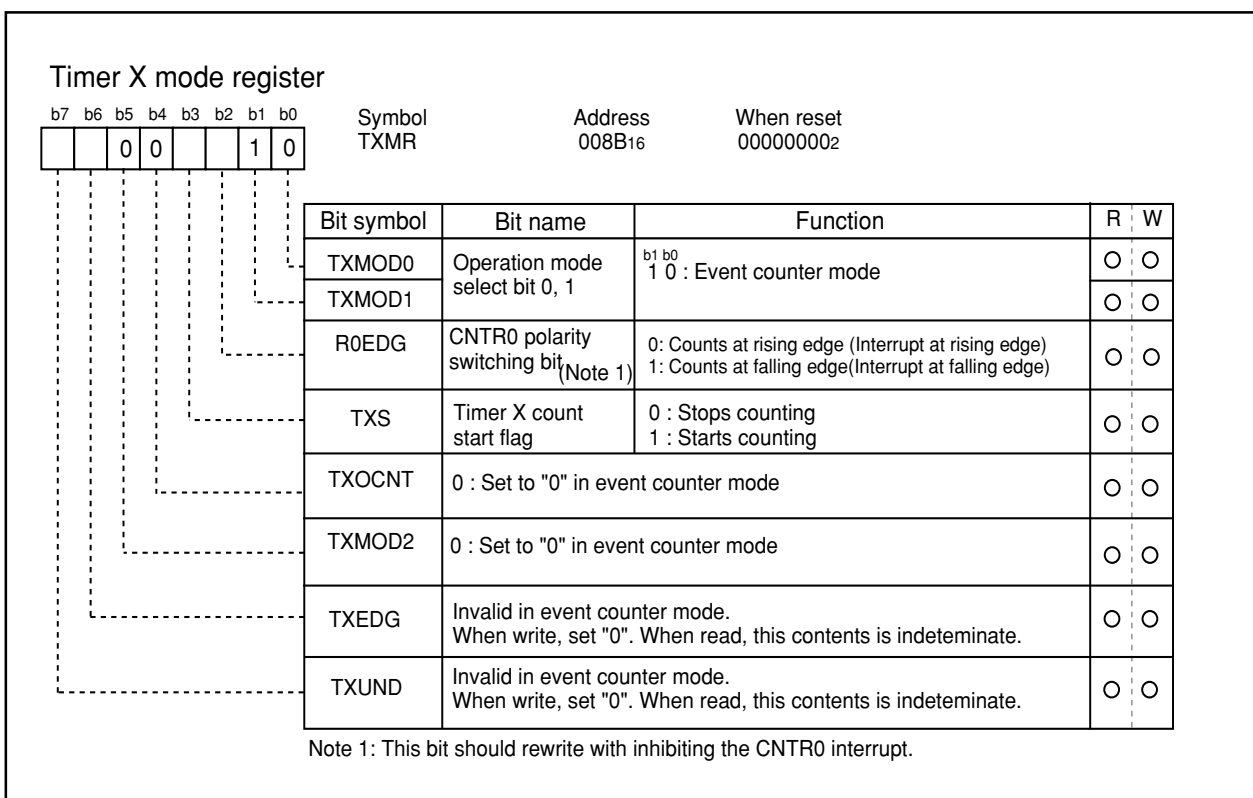 Timer X mode register
b7 b6 b5 b4 b3 b2 b1 b0
0 0 1 0
Symbol Address When reset
TXMR 008B16 000000002
Bit symbol Bit name Function R W
TXMOD0 Operation mode select bit 0, 1 b1 b0
1 0 : Event counter mode
TXMOD1
R0EDG CNTR0 polarity
switching bit (Note 1)
0: Counts at rising edge (Interrupt at rising edge)
1: Counts at falling edge(Interrupt at falling edge)
TXS Timer X count
start flag
0 : Stops counting
1 : Starts counting
TXOCNT 0 : Set to "0" in event counter mode
TXMOD2 0 : Set to "0" in event counter mode
TXEDG Invalid in event counter mode.
When write, set "0". When read, this contents is indeteminate.
TXUND Invalid in event counter mode.
When write, set "0". When read, this contents is indeteminate.
Note 1: This bit should rewrite with inhibiting the CNTR0 interrupt.